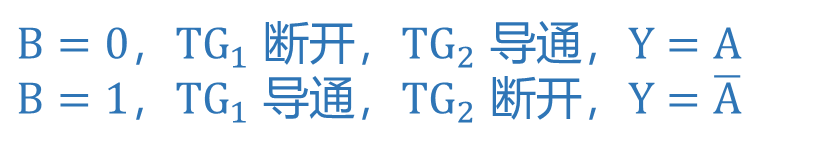 B = 0，TG₁ 断开，TG₂ 导通，Y = A
B = 1，TG₁ 导通，TG₂ 断开，Y = A̅